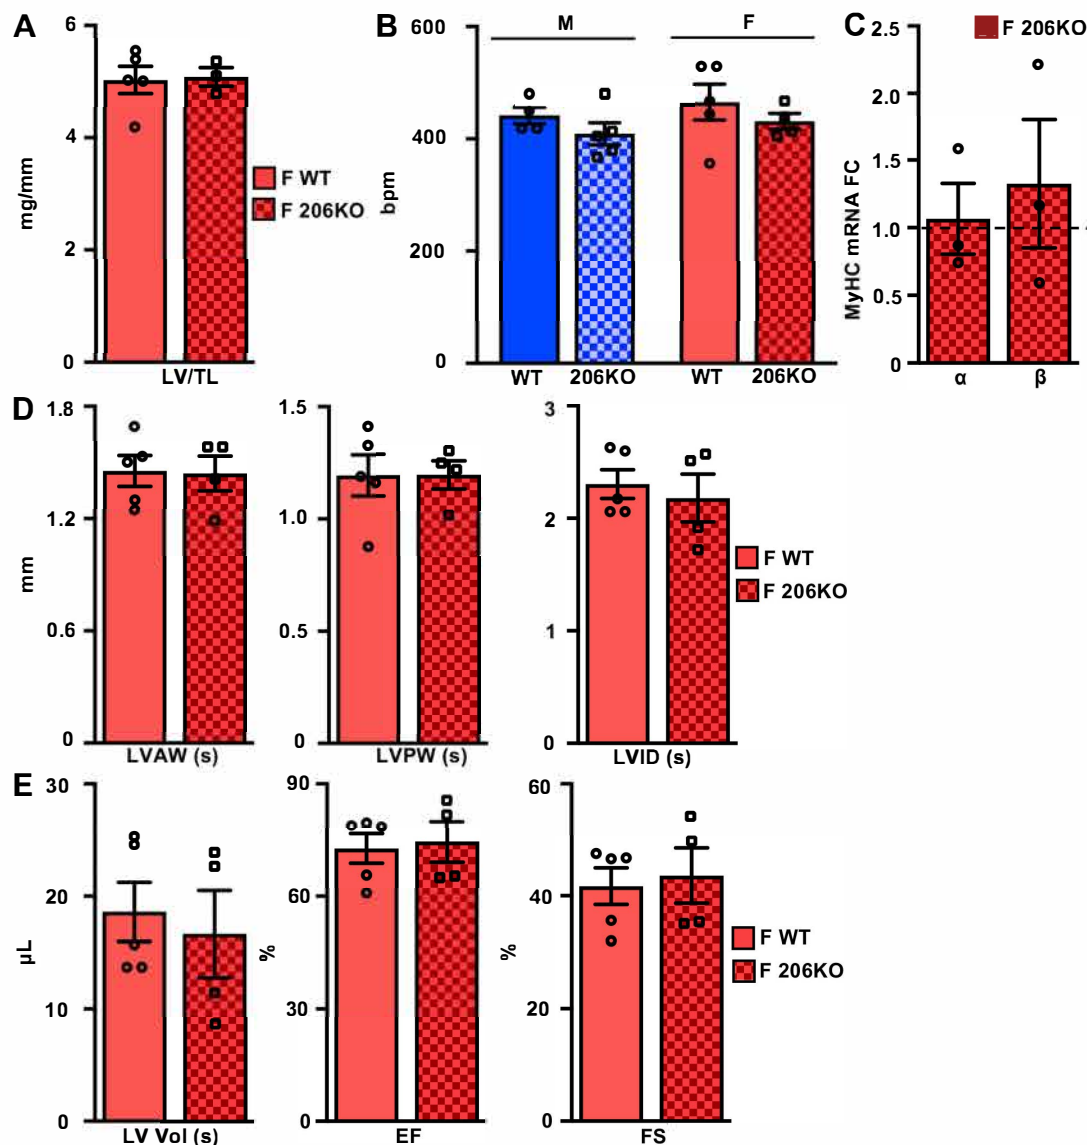 A
6
4
2
0
mg/mm
LV/TL
F WT
F 206KO
B
600
400
200
0
bpm
M
F
WT
206KO
WT
206KO
C
F 206KO
2.5
2.0
1.5
1.0
0.5
0
MyHC mRNA FC
α
β
D
1.8
1.2
0.6
0
mm
LVAW (s)
1.5
1.0
0.5
0
LVPW (s)
3
2
1
0
LVID (s)
F WT
F 206KO
E
30
20
10
0
µL
LV Vol (s)
90
60
30
0
%
EF
60
40
20
0
%
FS
F WT
F 206KO